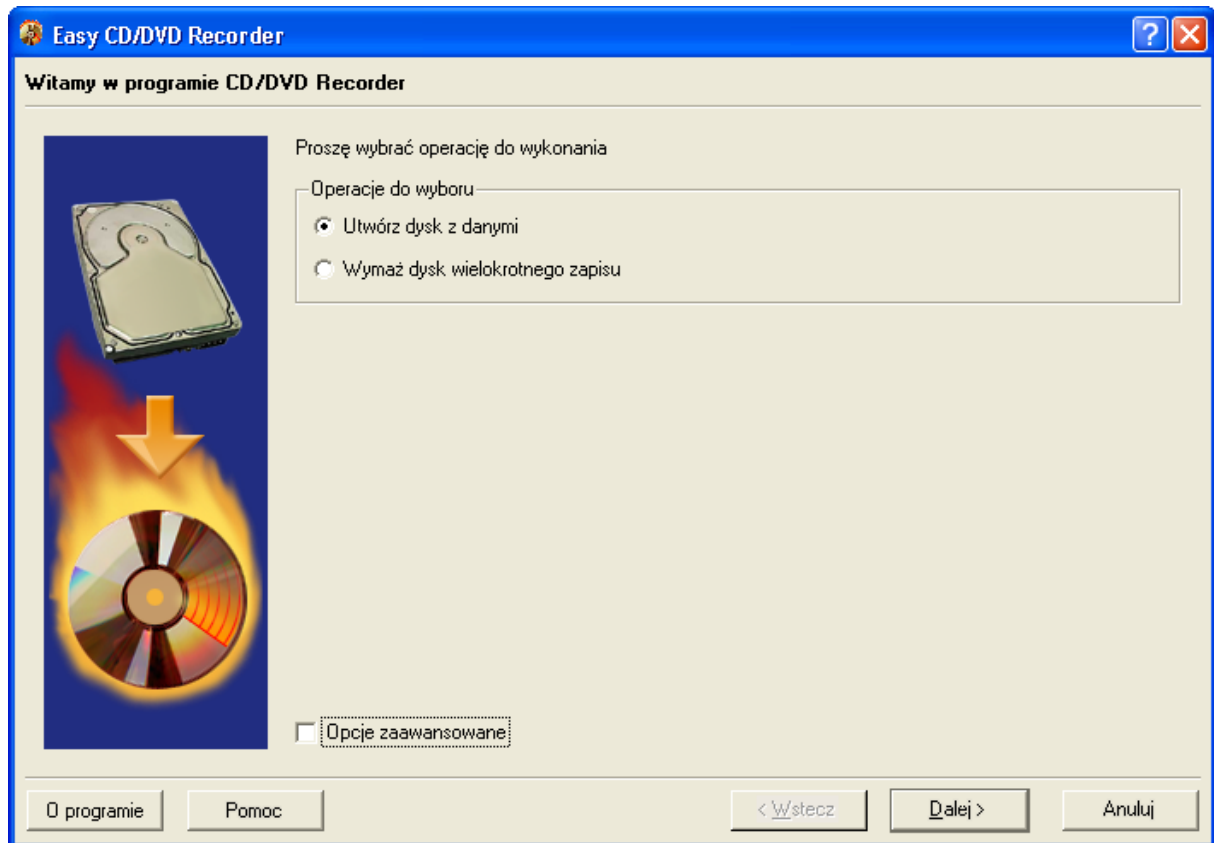 Easy CD/DVD Recorder
Witamy w programie CD/DVD Recorder
Proszę wybrać operację do wykonania
Operacje do wyboru
Utwórz dysk z danymi
Wymaż dysk wielokrotnego zapisu
Opcje zaawansowane
O programie Pomoc < Wstecz Dalej > Anuluj